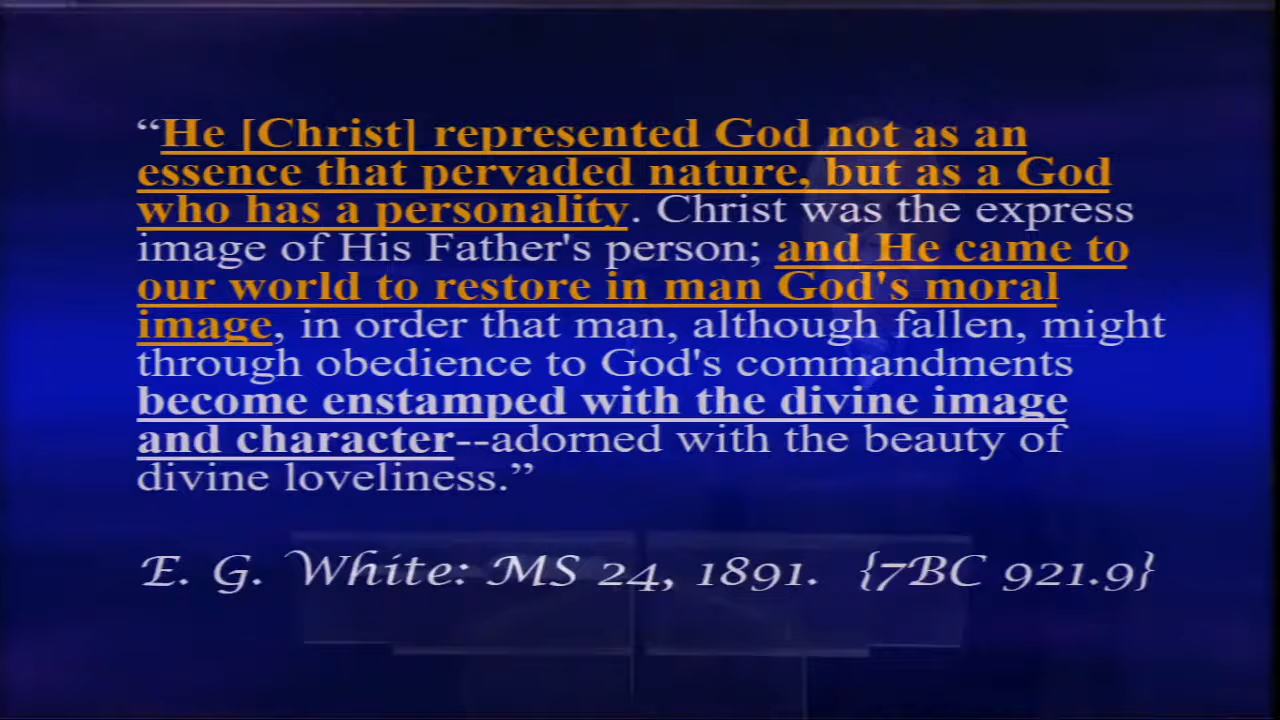 “He [Christ] represented God not as an
essence that pervaded nature, but as a God
who has a personality. Christ was the express
image of His Father's person; and He came to
our world to restore in man God's moral
image, in order that man, although fallen, might
through obedience to God's commandments
become enstamped with the divine image
and character--adorned with the beauty of
divine loveliness.”
E. G. White: MS 24, 1891. {7BC 921.9}